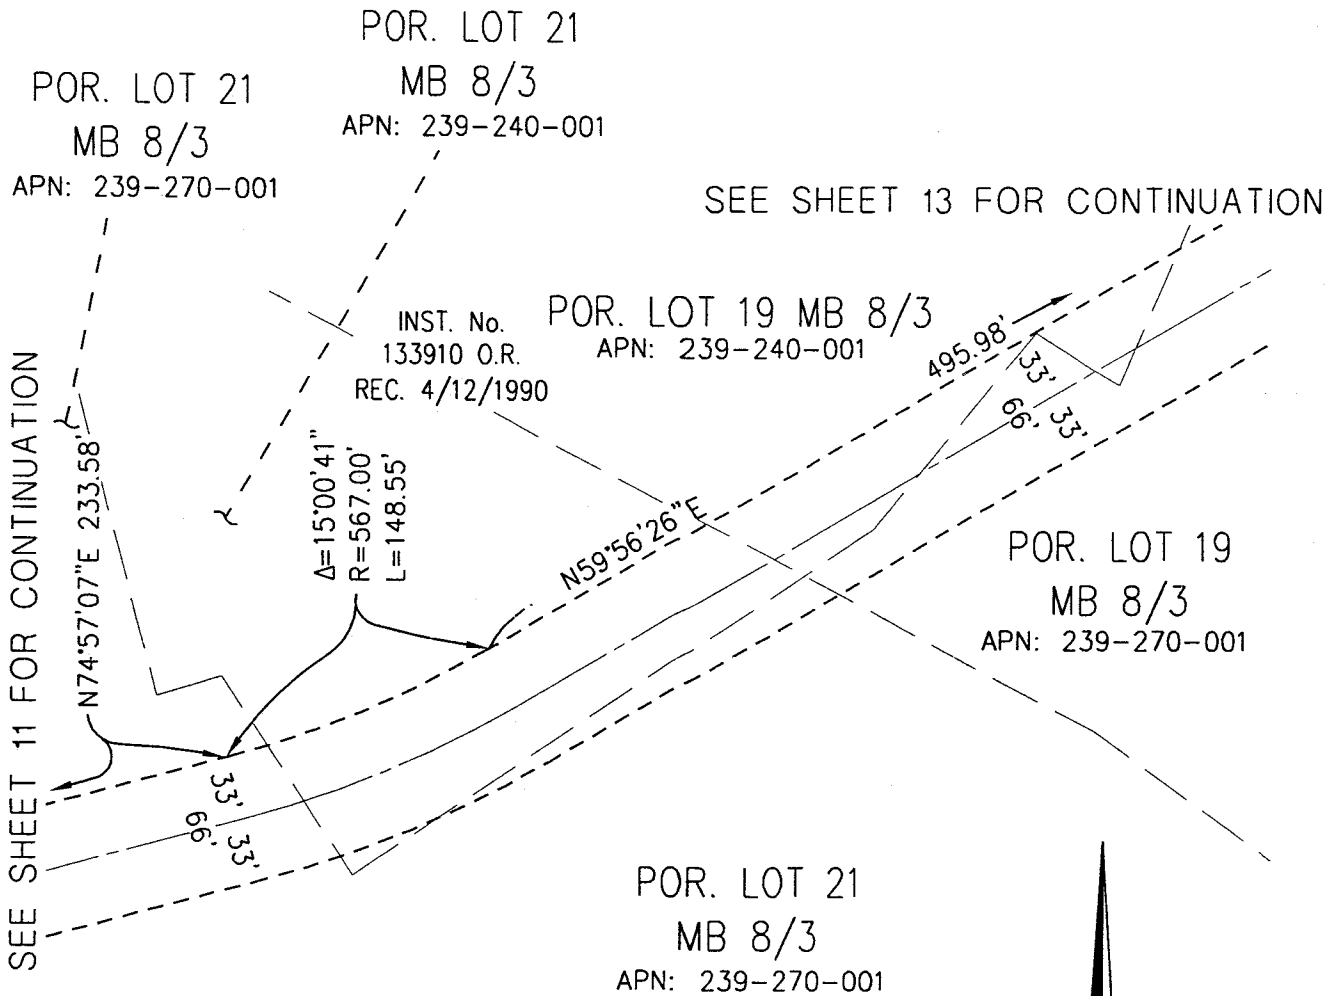 POR. LOT 21
MB 8/3
APN: 239-240-001
POR. LOT 21
MB 8/3
APN: 239-270-001
SEE SHEET 13 FOR CONTINUATION
INST. No.
133910 O.R.
REC. 4/12/1990
POR. LOT 19 MB 8/3
APN: 239-240-001
495.98'
33'
33'
66'
SEE SHEET 11 FOR CONTINUATION
N74°57'07"E 233.58'
Δ=15°00'41"
R=567.00'
L=148.55'
N59°56'26"E
POR. LOT 19
MB 8/3
APN: 239-270-001
33'
33'
66'
POR. LOT 21
MB 8/3
APN: 239-270-001